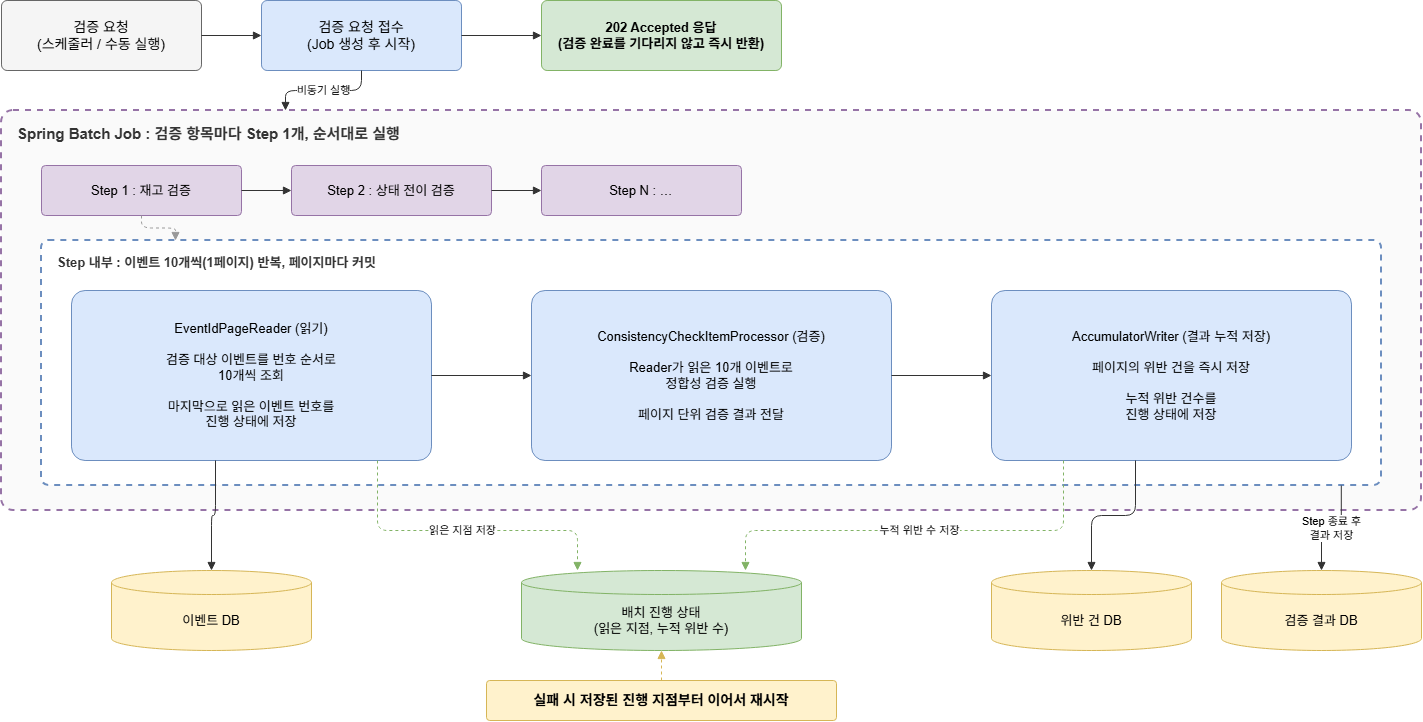 검증 요청
(스케줄러 / 수동 실행)
검증 요청 접수
(Job 생성 후 시작)
202 Accepted 응답
(검증 완료를 기다리지 않고 즉시 반환)
비동기 실행
Spring Batch Job : 검증 항목마다 Step 1개, 순서대로 실행
Step 1 : 재고 검증
Step 2 : 상태 전이 검증
Step N : ...
Step 내부 : 이벤트 10개씩(1페이지) 반복, 페이지마다 커밋
EventIdPageReader (읽기)
검증 대상 이벤트를 번호 순서로
10개씩 조회
마지막으로 읽은 이벤트 번호를
진행 상태에 저장
ConsistencyCheckItemProcessor (검증)
Reader가 읽은 10개 이벤트로
정합성 검증 실행
페이지 단위 검증 결과 전달
AccumulatorWriter (결과 누적 저장)
페이지의 위반 건을 즉시 저장
누적 위반 건수를
진행 상태에 저장
읽은 지점 저장
누적 위반 수 저장
Step 종료 후
결과 저장
이벤트 DB
배치 진행 상태
(읽은 지점, 누적 위반 수)
위반 건 DB
검증 결과 DB
실패 시 저장된 진행 지점부터 이어서 재시작